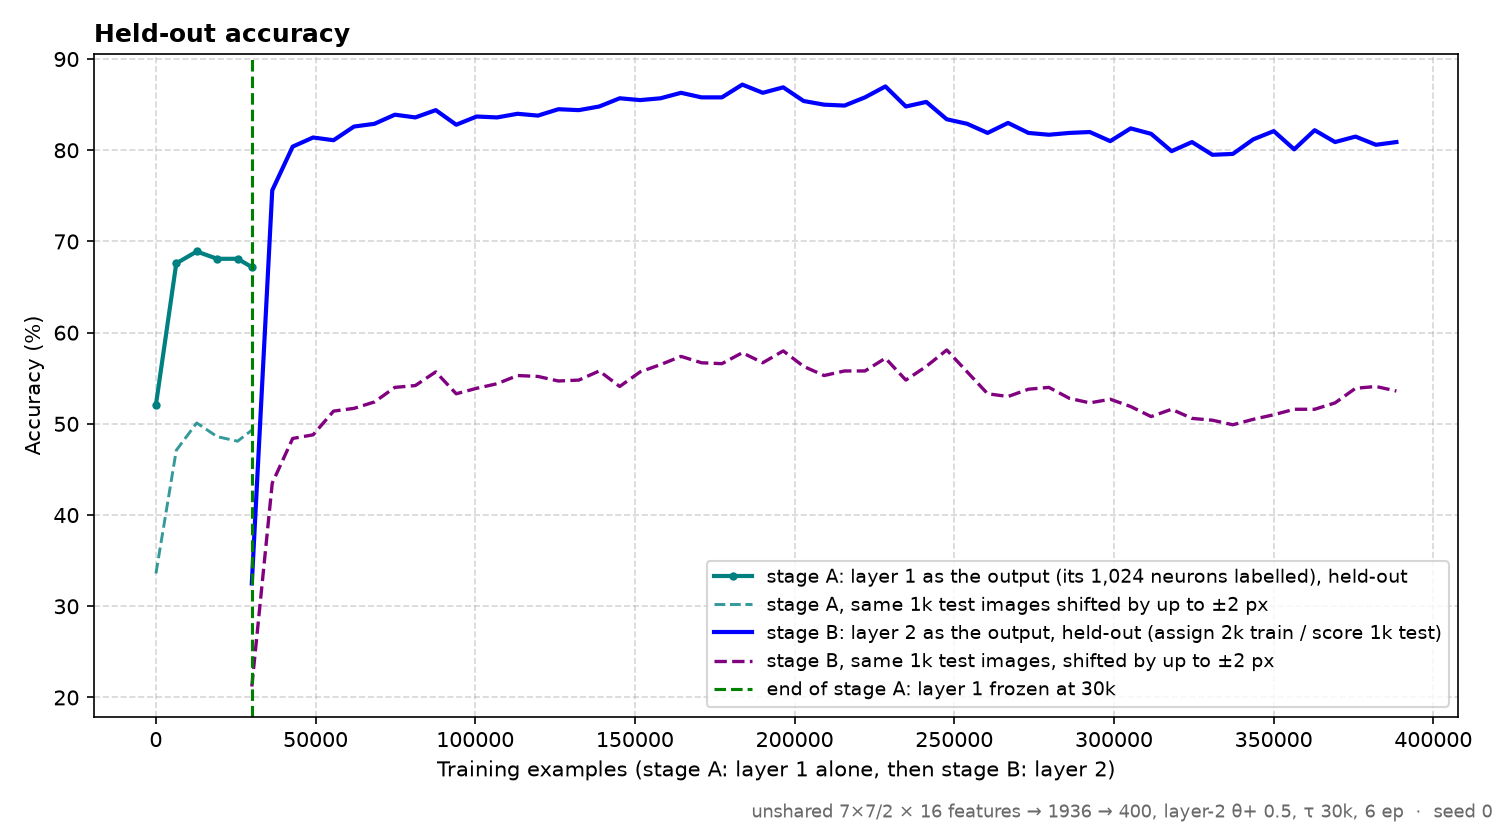 Held-out accuracy
Accuracy (%)
90
80
70
60
50
40
30
20
stage A: layer 1 as the output (its 1,024 neurons labelled), held-out
stage A, same 1k test images shifted by up to ±2 px
stage B: layer 2 as the output, held-out (assign 2k train / score 1k test)
stage B, same 1k test images, shifted by up to ±2 px
end of stage A: layer 1 frozen at 30k
0 50000 100000 150000 200000 250000 300000 350000 400000
Training examples (stage A: layer 1 alone, then stage B: layer 2)
unshared 7×7/2 × 16 features → 1936 → 400, layer-2 θ+ 0.5, τ 30k, 6 ep · seed 0